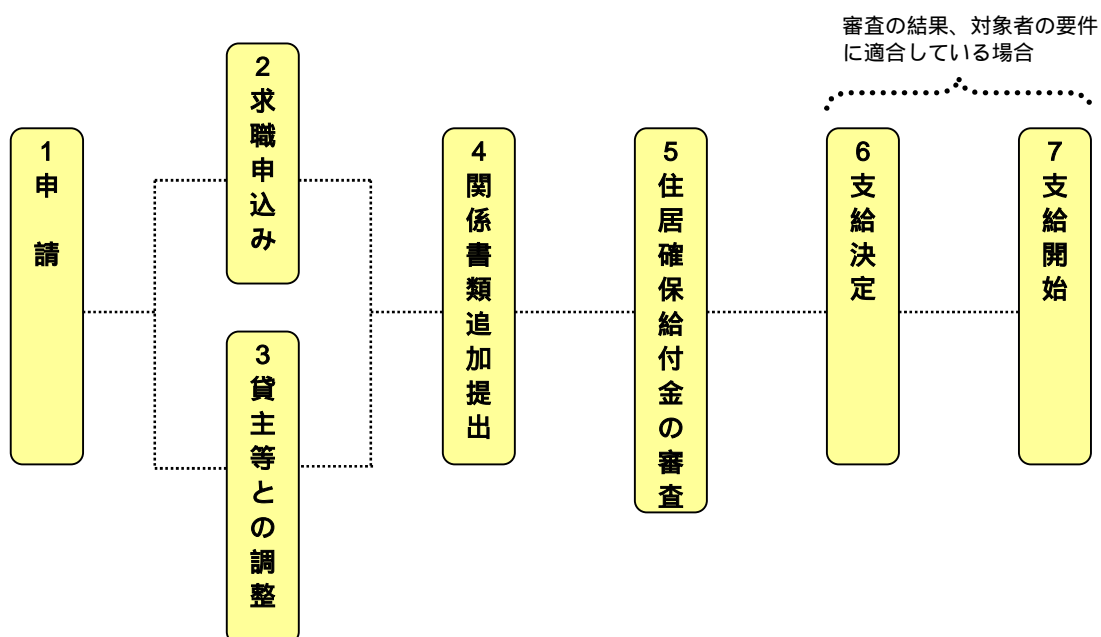 審査の結果、対象者の要件
に適合している場合
1申 請
2求職申込み
3貸主等との調整
4関係書類追加提出
5住居確保給付金の審査
6支給決定
7支給開始